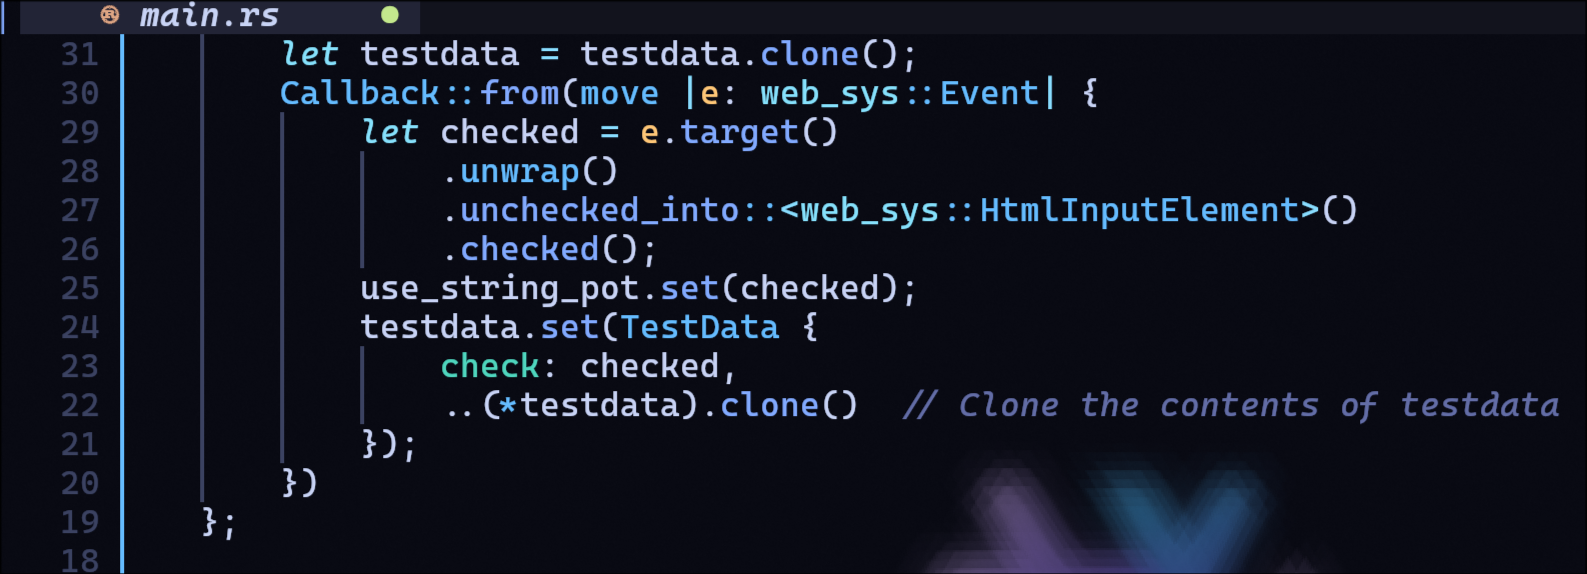 main.rs
31 let testdata = testdata.clone();
30 Callback::from(move |e: web_sys::Event| {
29 let checked = e.target()
28 .unwrap()
27 .unchecked_into::<web_sys::HtmlInputElement>()
26 .checked();
25 use_string_pot.set(checked);
24 testdata.set(TestData {
23 check: checked,
22 ..(*testdata).clone() // Clone the contents of testdata
21 });
20 })
19 };
18